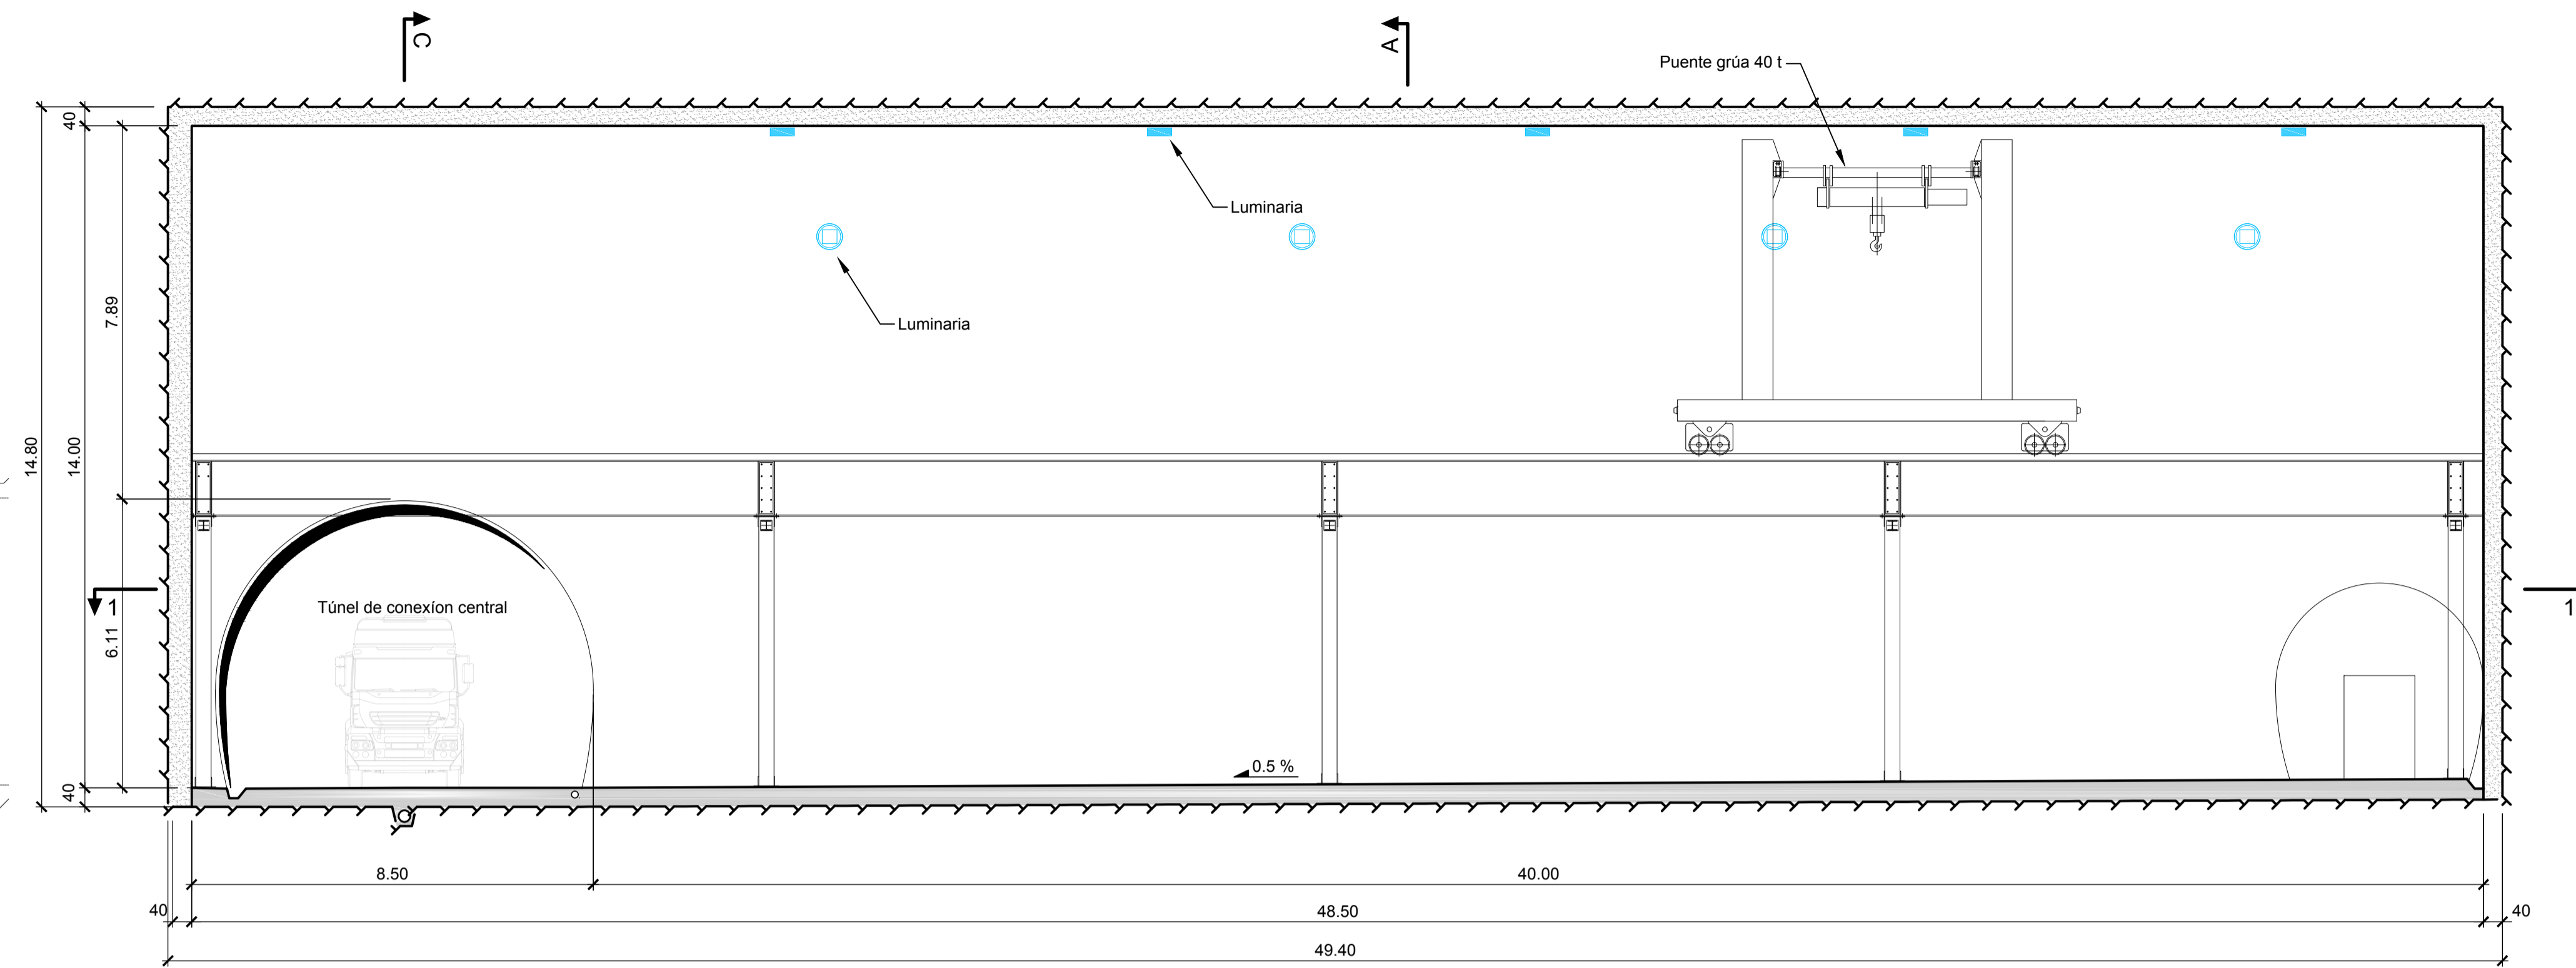 C
A
Puente grúa 40 t
40
Luminaria
7.89
Luminaria
14.80
14.00
1
Túnel de conexíon central
1
6.11
0.5 %
40
8.50
40.00
40
48.50
40
49.40